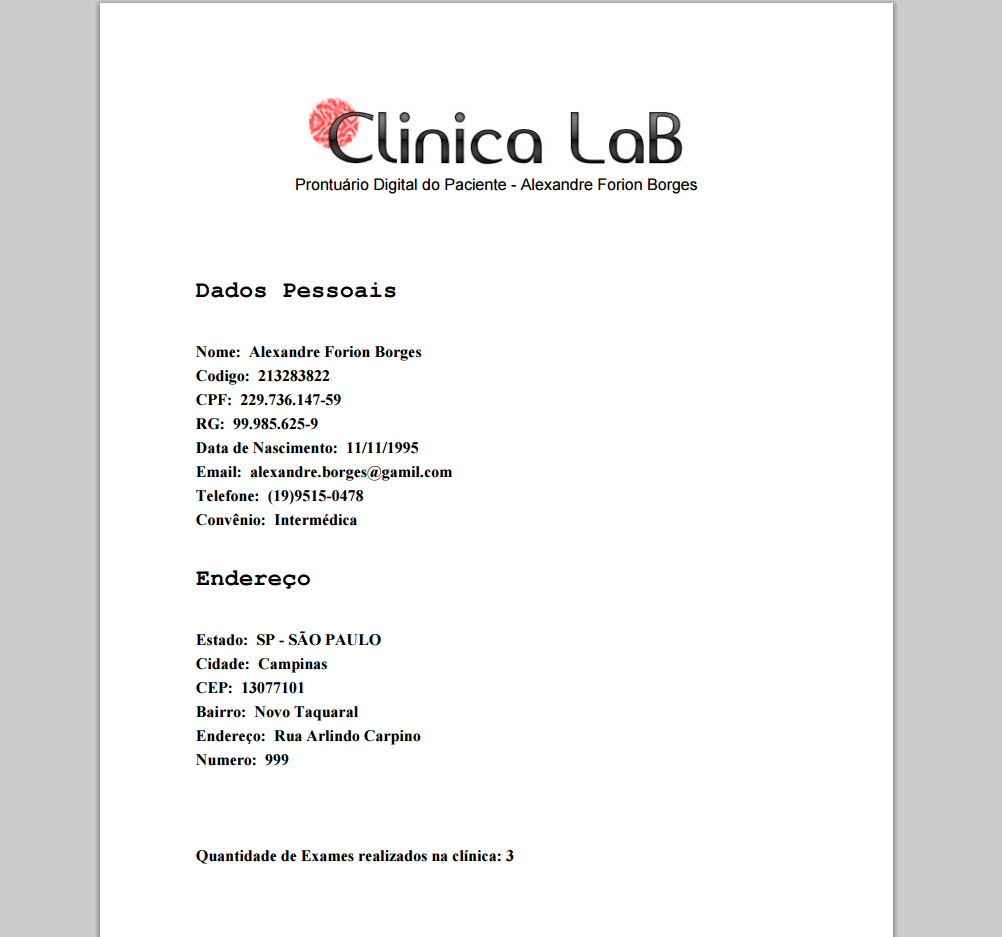 Clinica LaB
Prontuário Digital do Paciente - Alexandre Forion Borges
Dados Pessoais
Nome: Alexandre Forion Borges
Codigo: 213283822
CPF: 229.736.147-59
RG: 99.985.625-9
Data de Nascimento: 11/11/1995
Email: alexandre.borges@gamil.com
Telefone: (19)9515-0478
Convênio: Intermédica
Endereço
Estado: SP - SÃO PAULO
Cidade: Campinas
CEP: 13077101
Bairro: Novo Taquaral
Endereço: Rua Arlindo Carpino
Numero: 999
Quantidade de Exames realizados na clínica: 3